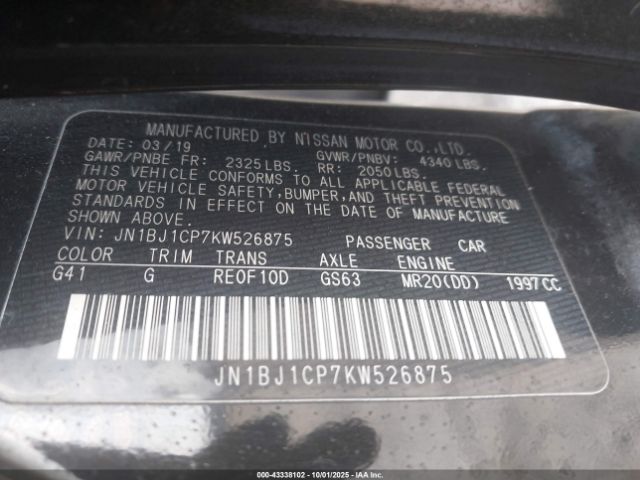 MANUFACTURED BY NISSAN MOTOR CO.,LTD.
DATE: 03/19 GVWR/PNBV: 4340 LBS.
GAWR/PNBE FR: 2325 LBS. RR: 2050 LBS.
THIS VEHICLE CONFORMS TO ALL APPLICABLE FEDERAL
MOTOR VEHICLE SAFETY, BUMPER, AND THEFT PREVENTION
STANDARDS IN EFFECT ON THE DATE OF MANUFACTURE
SHOWN ABOVE.
VIN: JN1BJ1CP7KW526875 PASSENGER CAR
COLOR TRIM TRANS AXLE ENGINE
G41 G RE0F10D GS63 MR20(DD) 1997CC
JN1BJ1CP7KW526875
000-43338102 - 10/01/2025 - IAAI.COM